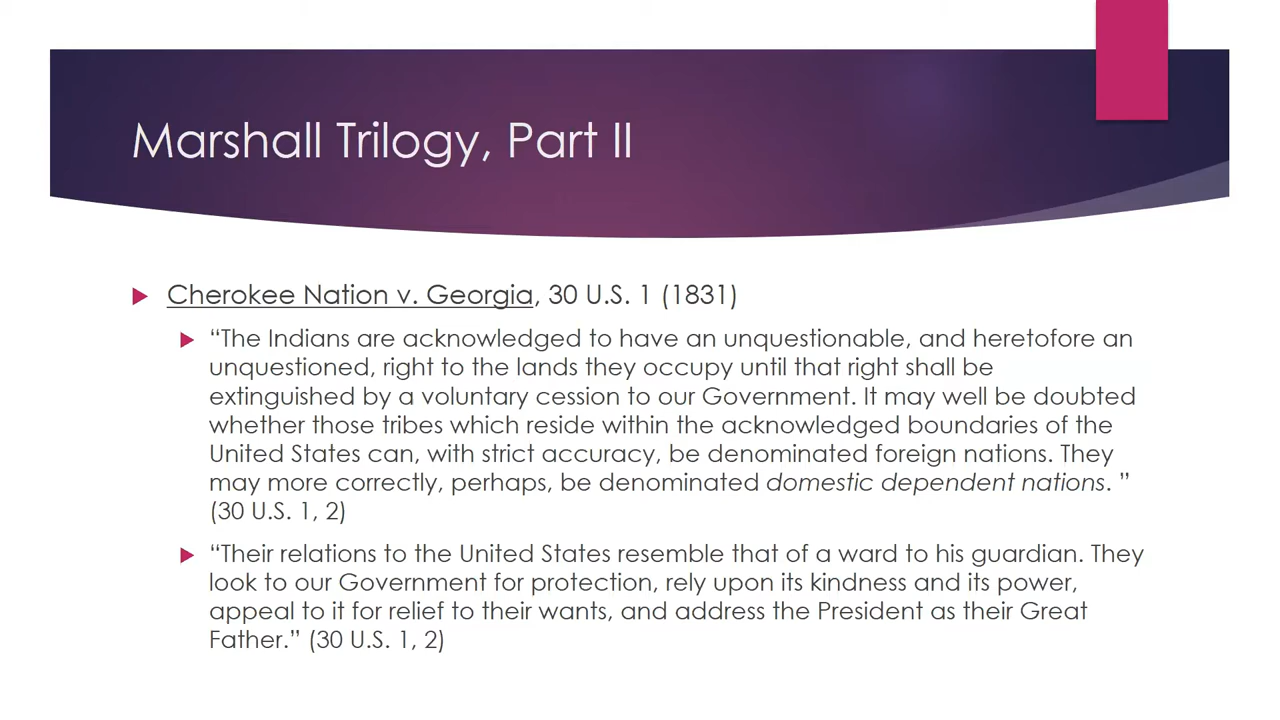 Marshall Trilogy, Part II
Cherokee Nation v. Georgia, 30 U.S. 1 (1831)
“The Indians are acknowledged to have an unquestionable, and heretofore an
unquestioned, right to the lands they occupy until that right shall be
extinguished by a voluntary cession to our Government. It may well be doubted
whether those tribes which reside within the acknowledged boundaries of the
United States can, with strict accuracy, be denominated foreign nations. They
may more correctly, perhaps, be denominated domestic dependent nations. ”
(30 U.S. 1, 2)
“Their relations to the United States resemble that of a ward to his guardian. They
look to our Government for protection, rely upon its kindness and its power,
appeal to it for relief to their wants, and address the President as their Great
Father.” (30 U.S. 1, 2)